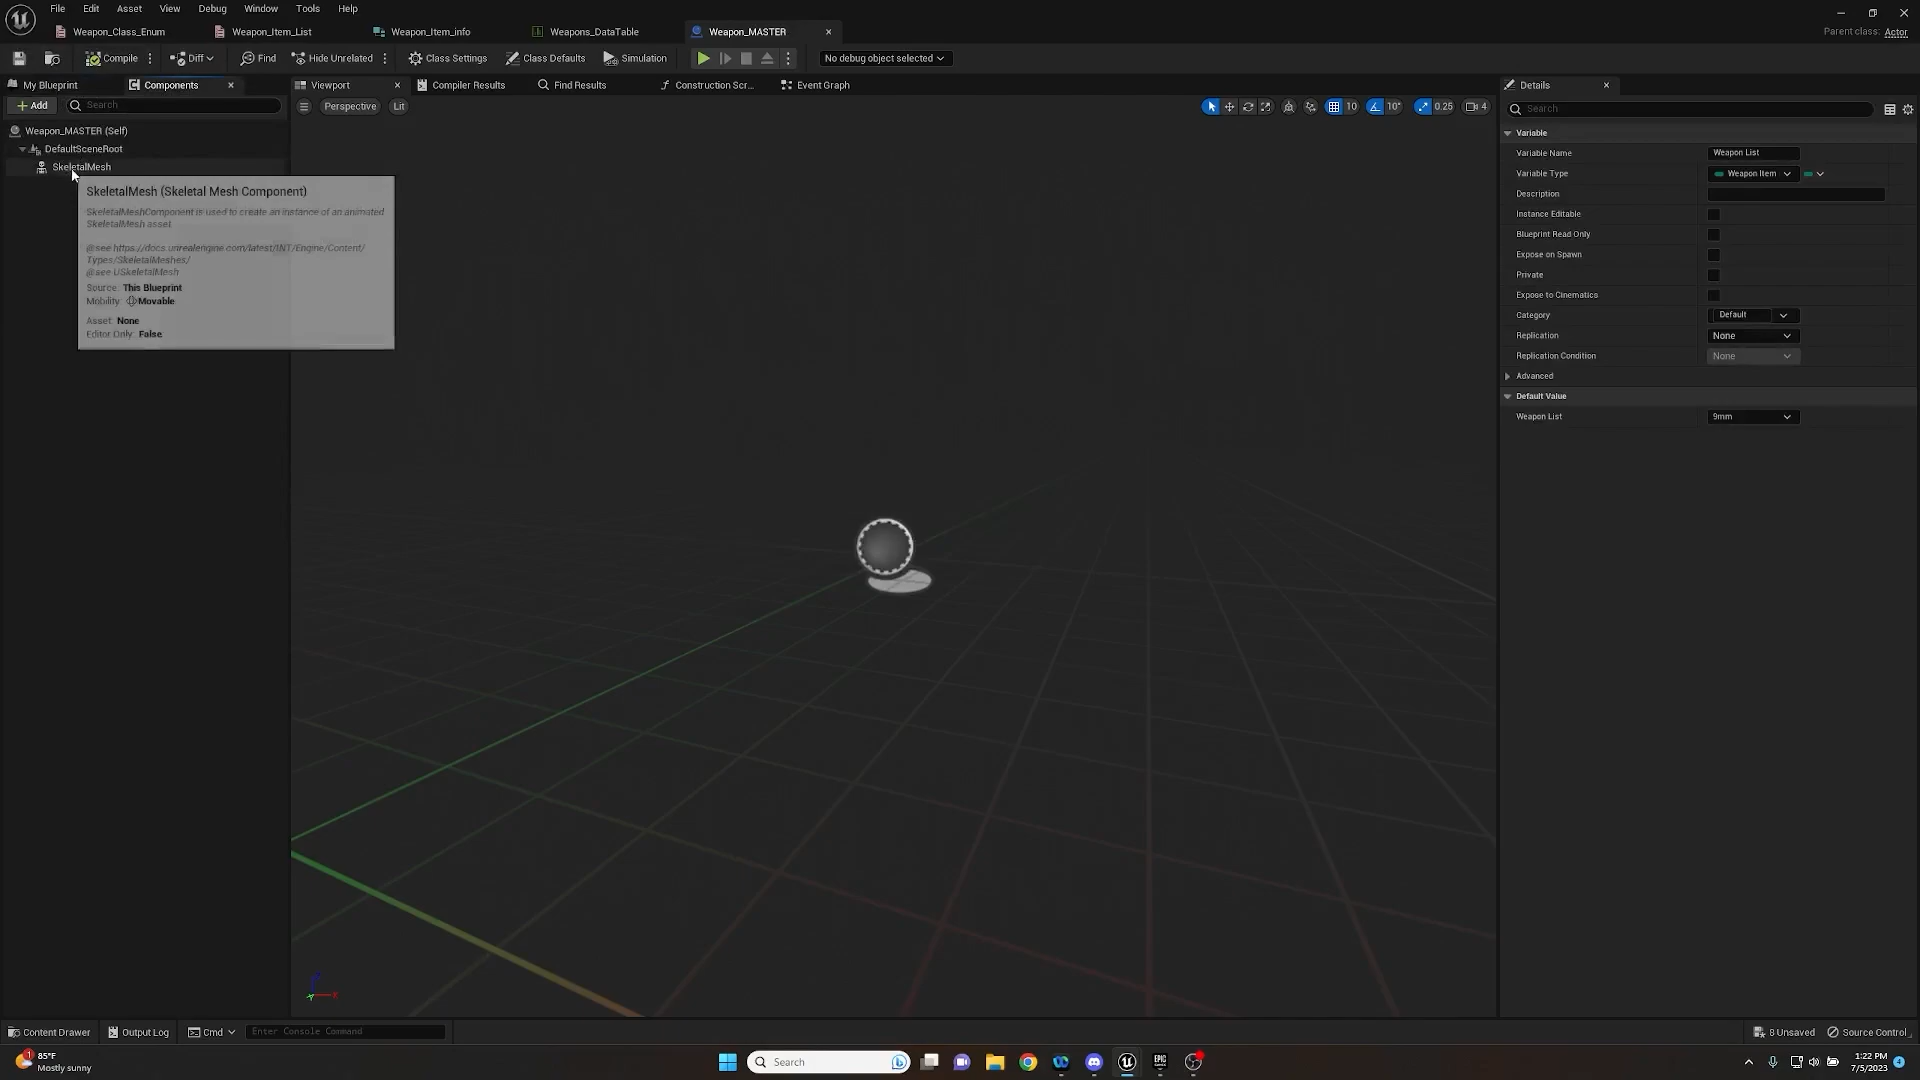 File Edit Asset View Debug Window Tools Help
Weapon_Class_Enum Weapon_Item_List Weapon_Item_info Weapons_DataTable Weapon_MASTER
Parent class: Actor
Compile Diff Find Hide Unrelated Class Settings Class Defaults Simulation No debug object selected
My Blueprint Components Viewport Compiler Results Find Results Construction Scr... Event Graph Details
Add Search Perspective Lit 10 10° 0.25 4 Search
Weapon_MASTER (Self)
DefaultSceneRoot
SkeletalMesh
SkeletalMesh (Skeletal Mesh Component)
SkeletalMeshComponent is used to create an instance of an animated
SkeletalMesh asset.
@see https://docs.unrealengine.com/latest/INT/Engine/Content/
Types/SkeletalMeshes/
@see USkeletalMesh
Source: This Blueprint
Mobility: Movable
Asset: None
Editor Only: False
Variable
Variable Name Weapon List
Variable Type Weapon Item
Description
Instance Editable
Blueprint Read Only
Expose on Spawn
Private
Expose to Cinematics
Category Default
Replication None
Replication Condition None
Advanced
Default Value
Weapon List 9mm
Content Drawer Output Log Cmd Enter Console Command 8 Unsaved Source Control
1 85°F
Mostly sunny
Search
EPIC
1:22 PM
7/5/2023
4